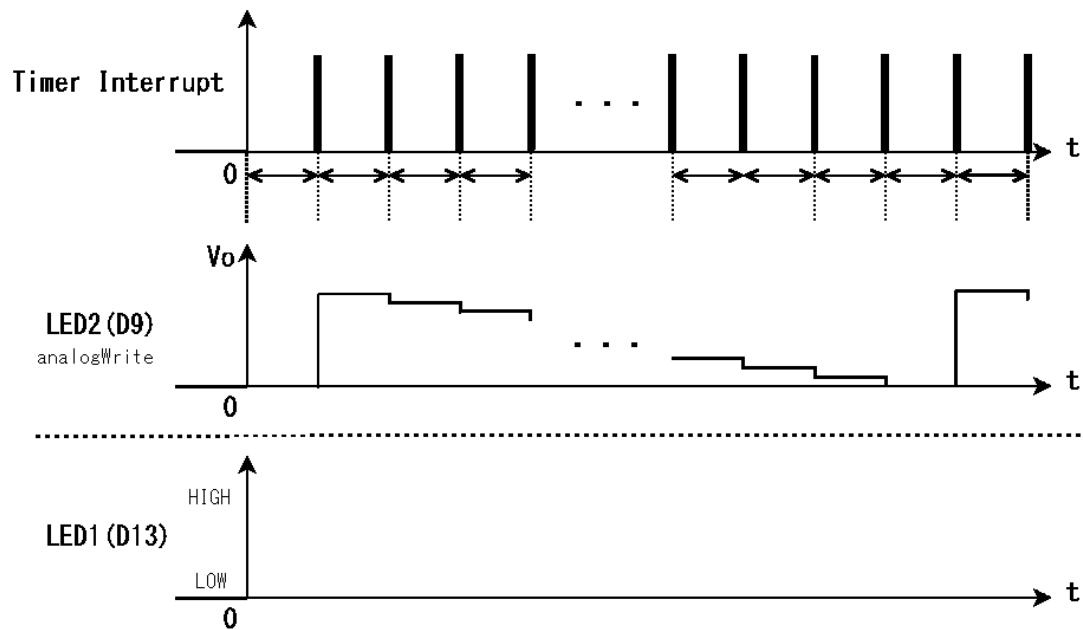 Timer Interrupt
. . .
t
0
Vo
LED2(D9)
analogWrite
. . .
t
0
HIGH
LED1(D13)
LOW
t
0